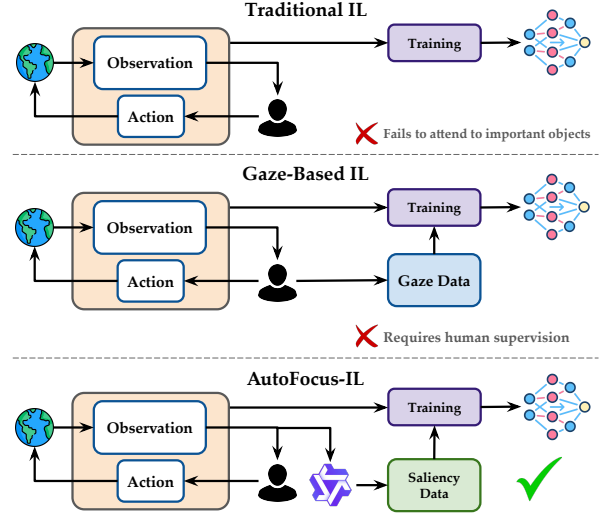 Traditional IL
Observation
Training
Action
Fails to attend to important objects
Gaze-Based IL
Observation
Training
Action
Gaze Data
Requires human supervision
AutoFocus-IL
Observation
Training
Action
Saliency
Data